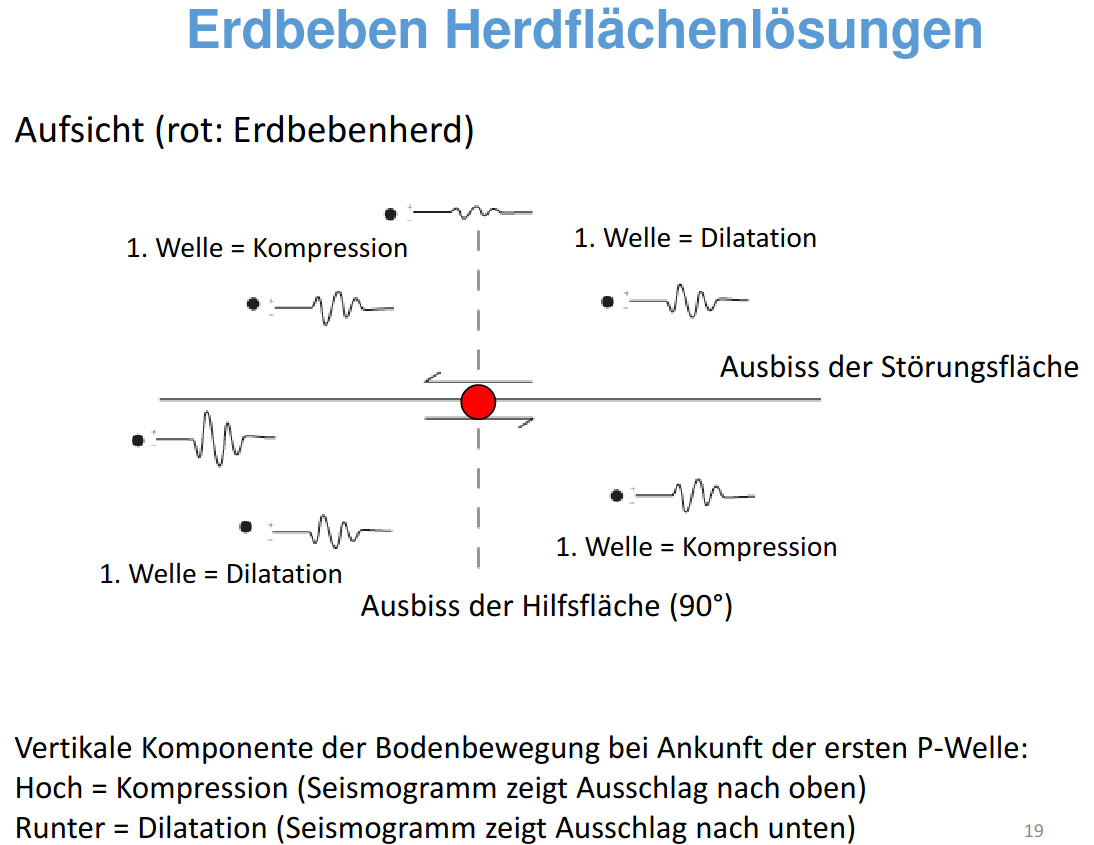 Erdbeben Herdflächenlösungen
Aufsicht (rot: Erdbebenherd)
1. Welle = Kompression
1. Welle = Dilatation
Ausbiss der Störungsfläche
1. Welle = Kompression
1. Welle = Dilatation
Ausbiss der Hilfsfläche (90°)
Vertikale Komponente der Bodenbewegung bei Ankunft der ersten P-Welle:
Hoch = Kompression (Seismogramm zeigt Ausschlag nach oben)
Runter = Dilatation (Seismogramm zeigt Ausschlag nach unten)
19